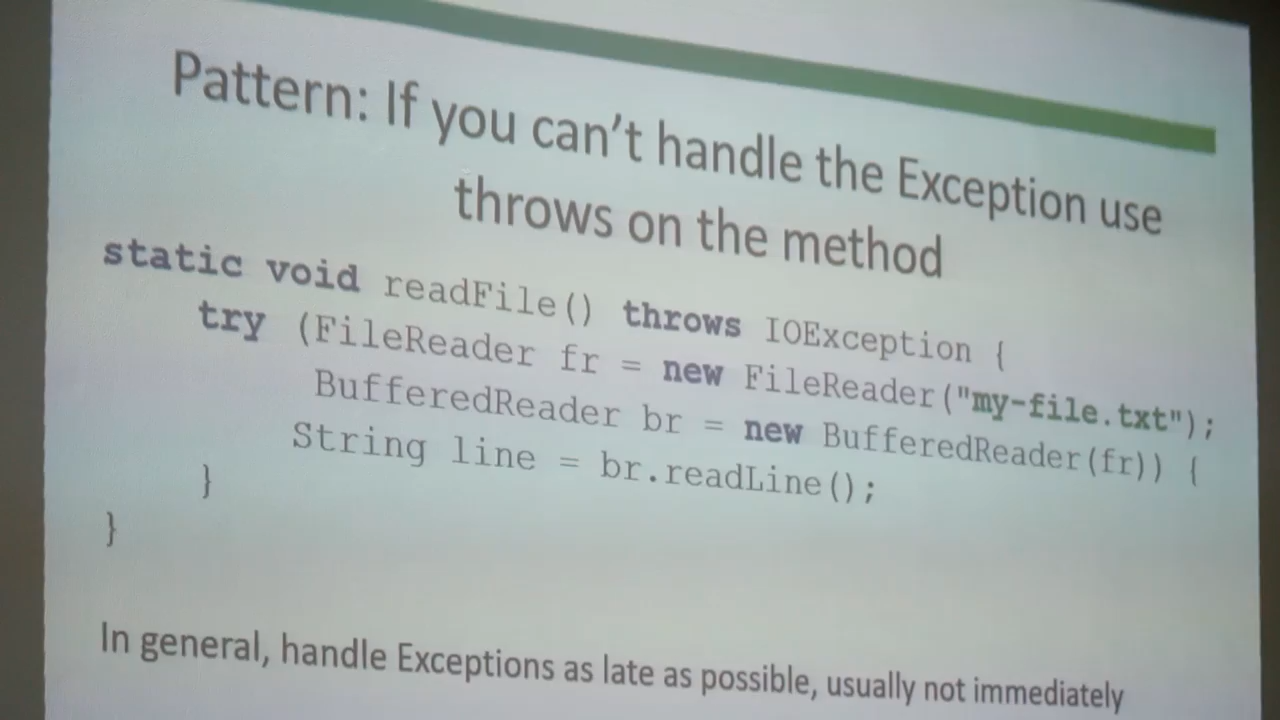 Pattern: If you can't handle the Exception use
throws on the method
static void readFile() throws IOException {
try (FileReader fr = new FileReader("my-file.txt");
BufferedReader br = new BufferedReader(fr)) {
String line = br.readLine();
}
}
In general, handle Exceptions as late as possible, usually not immediately